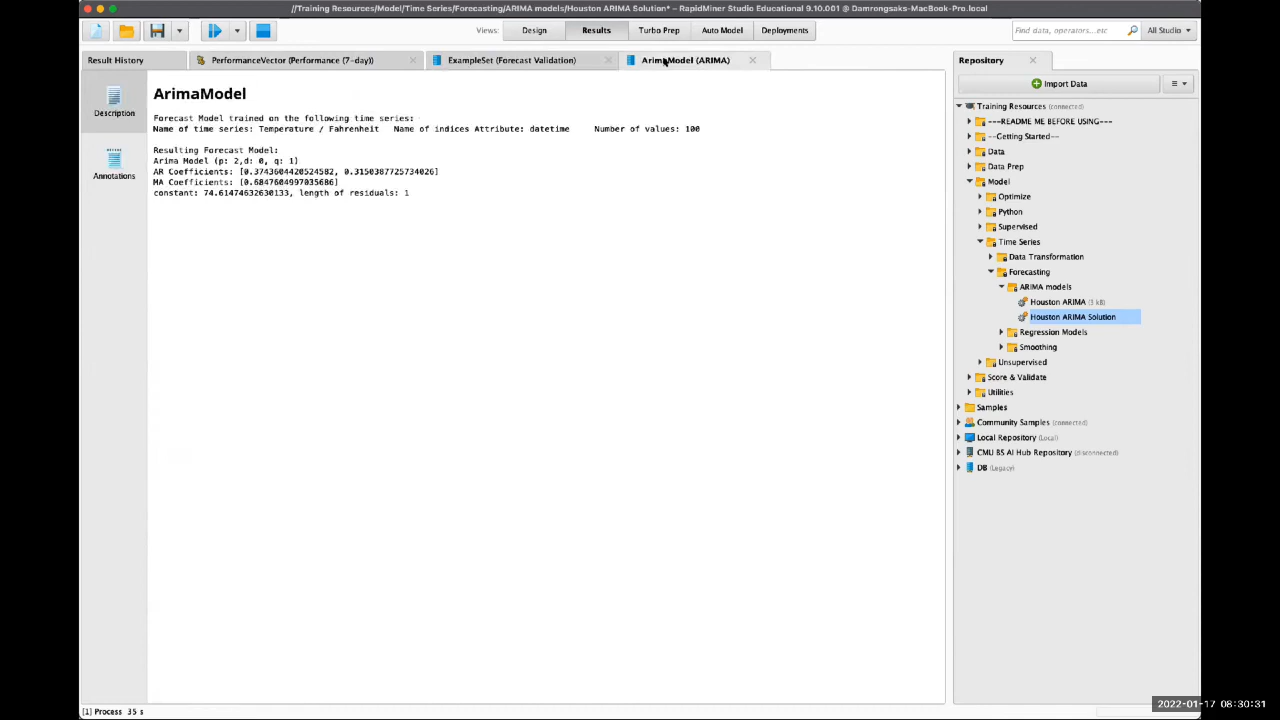 //Training Resources/Model/Time Series/Forecasting/ARIMA models/Houston ARIMA Solution* – RapidMiner Studio Educational 9.10.001 @ Damrongsaks-MacBook-Pro.local
Views: Design Results Turbo Prep Auto Model Deployments Find data, operators...etc All Studio
Result History PerformanceVector (Performance (7-day)) ExampleSet (Forecast Validation) ArimaModel (ARIMA) Repository
Import Data
Description
Annotations
ArimaModel
Forecast Model trained on the following time series:
Name of time series: Temperature / Fahrenheit Name of indices Attribute: datetime Number of values: 100
Resulting Forecast Model:
Arima Model (p: 2,d: 0, q: 1)
AR Coefficients: [0.3743604420524582, 0.3150387725734026]
MA Coefficients: [0.6847604997035686]
constant: 74.61474632630133, length of residuals: 1
Training Resources (connected)
---README ME BEFORE USING---
--Getting Started--
Data
Data Prep
Model
Optimize
Python
Supervised
Time Series
Data Transformation
Forecasting
ARIMA models
Houston ARIMA (3 kB)
Houston ARIMA Solution
Regression Models
Smoothing
Unsupervised
Score & Validate
Utilities
Samples
Community Samples (connected)
Local Repository (Local)
CMU BS AI Hub Repository (disconnected)
DB (Legacy)
[1] Process 35 s
2022-01-17 08:30:31